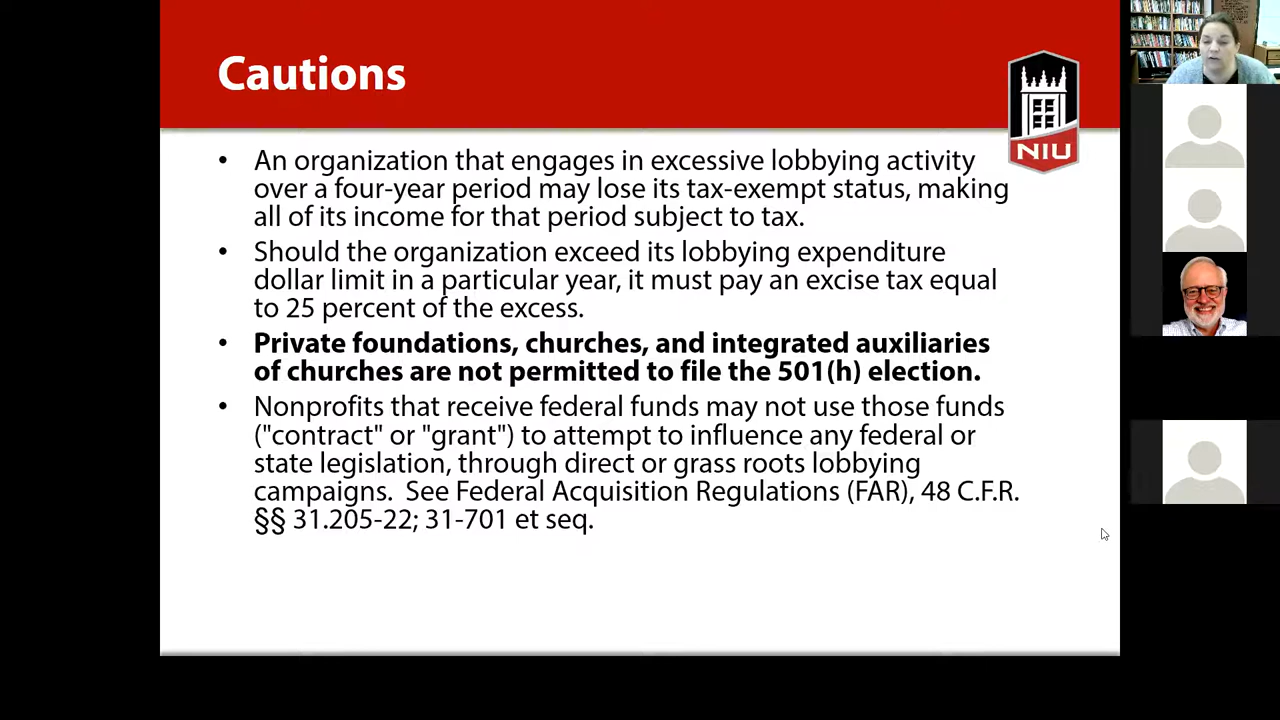 Cautions
NIU
• An organization that engages in excessive lobbying activity
over a four-year period may lose its tax-exempt status, making
all of its income for that period subject to tax.
• Should the organization exceed its lobbying expenditure
dollar limit in a particular year, it must pay an excise tax equal
to 25 percent of the excess.
• Private foundations, churches, and integrated auxiliaries
of churches are not permitted to file the 501(h) election.
• Nonprofits that receive federal funds may not use those funds
("contract" or "grant") to attempt to influence any federal or
state legislation, through direct or grass roots lobbying
campaigns.  See Federal Acquisition Regulations (FAR), 48 C.F.R.
§§ 31.205-22; 31-701 et seq.